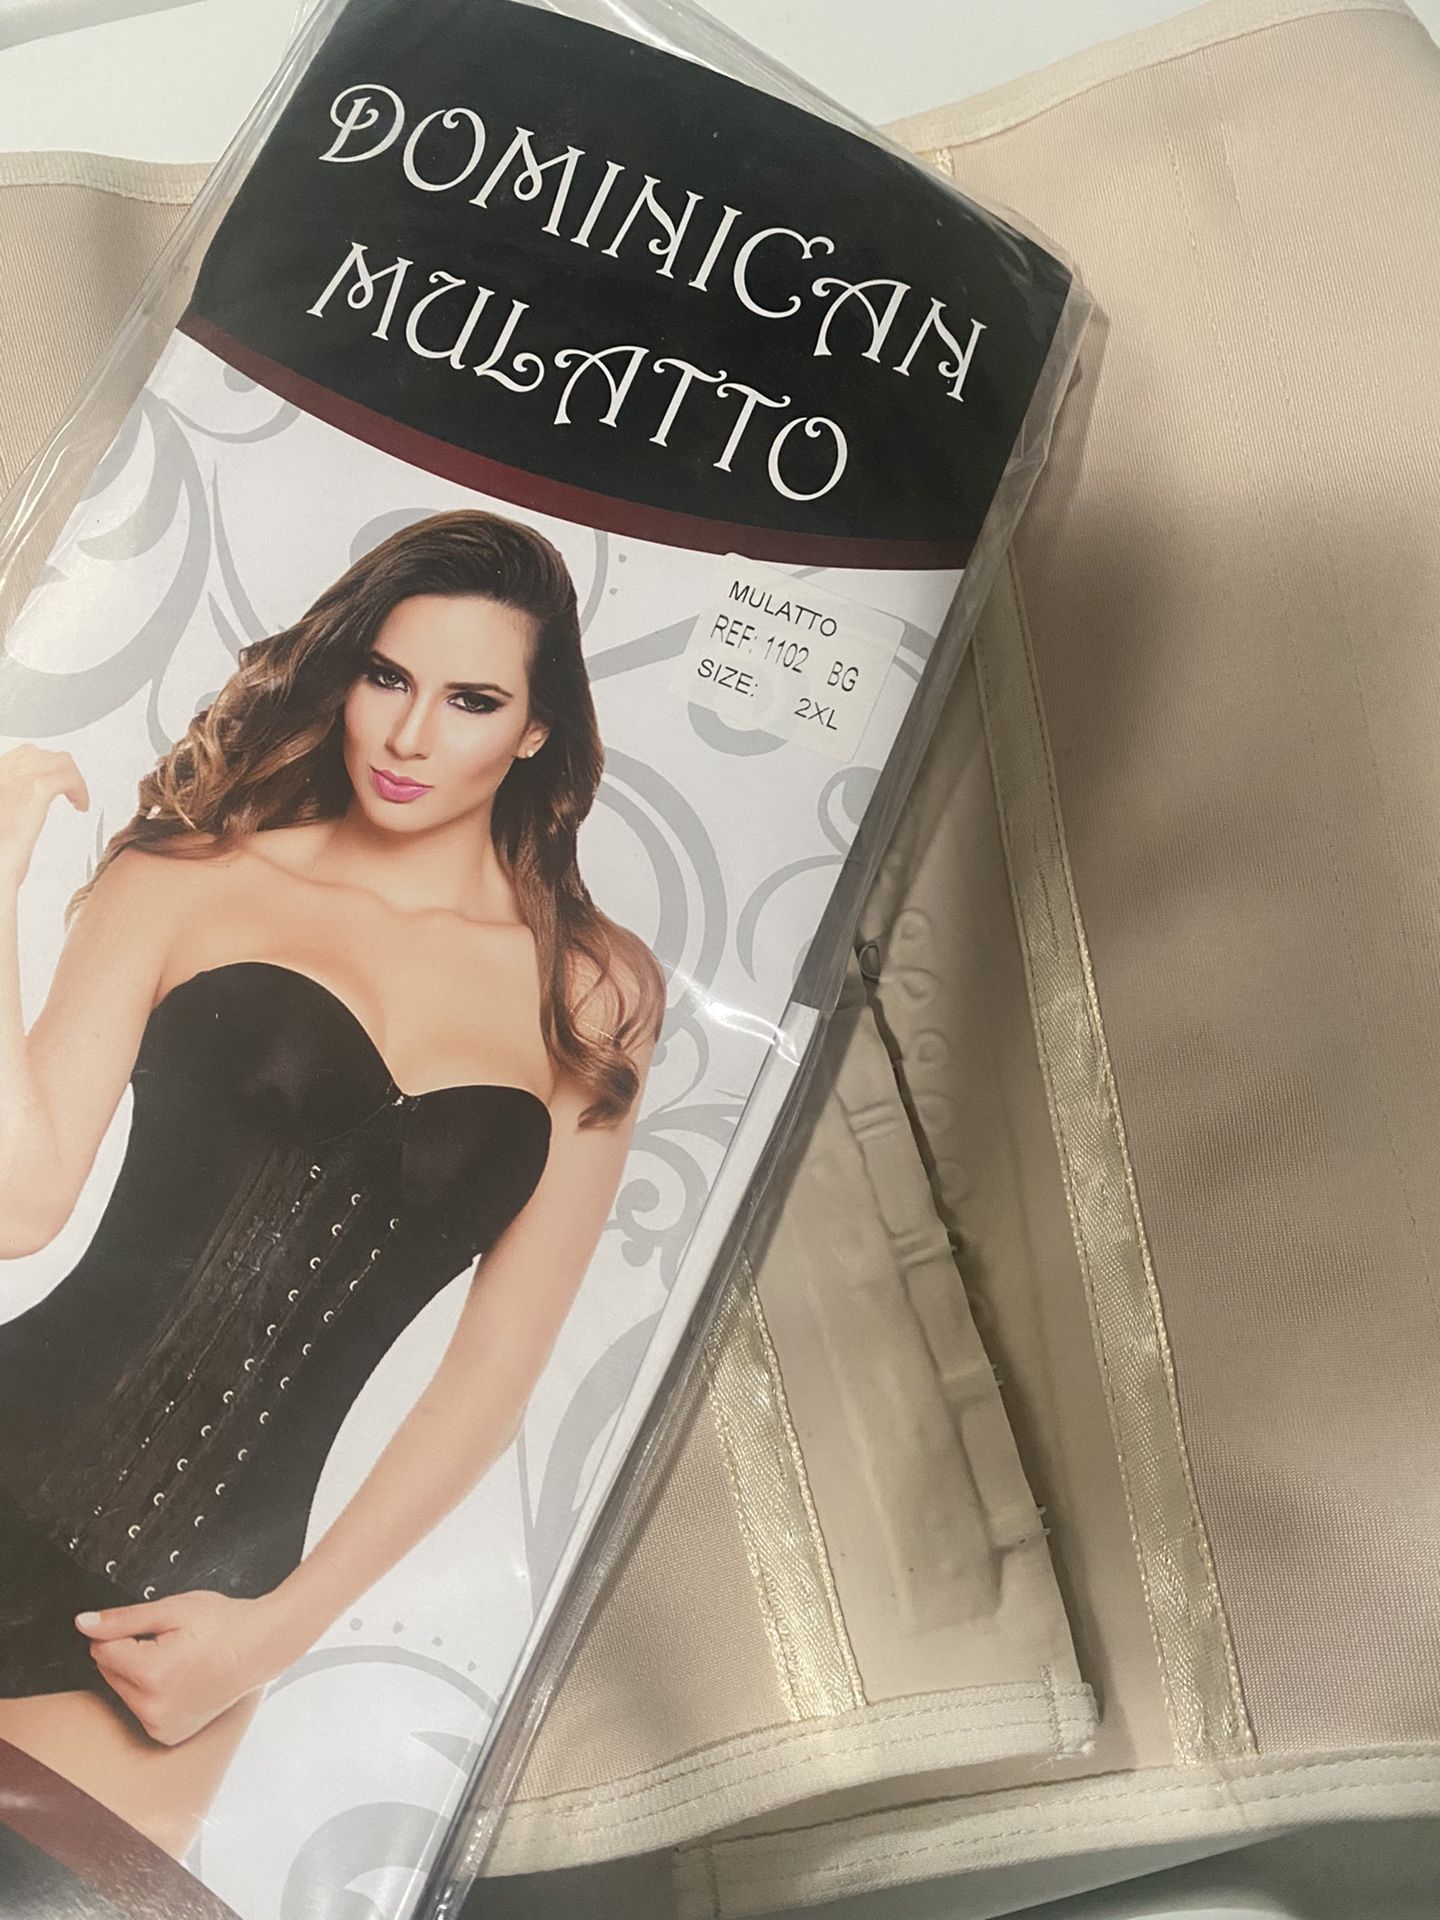 DOMINICAN
MULATTO
MULATTO
REF: 1102 BG
SIZE: 2XL